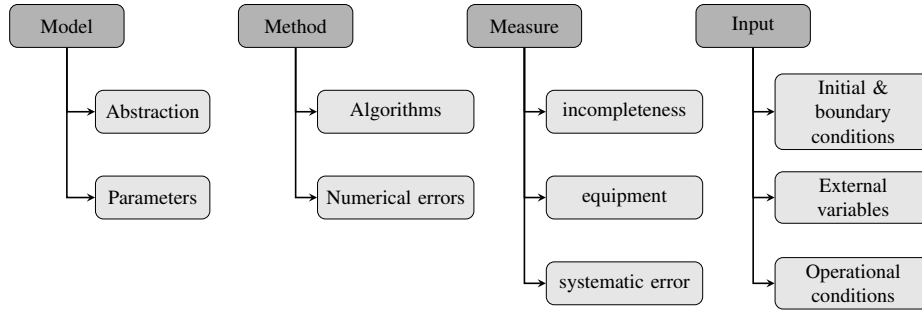 Model
Abstraction
Parameters
Method
Algorithms
Numerical errors
Measure
incompleteness
equipment
systematic error
Input
Initial &
boundary
conditions
External
variables
Operational
conditions